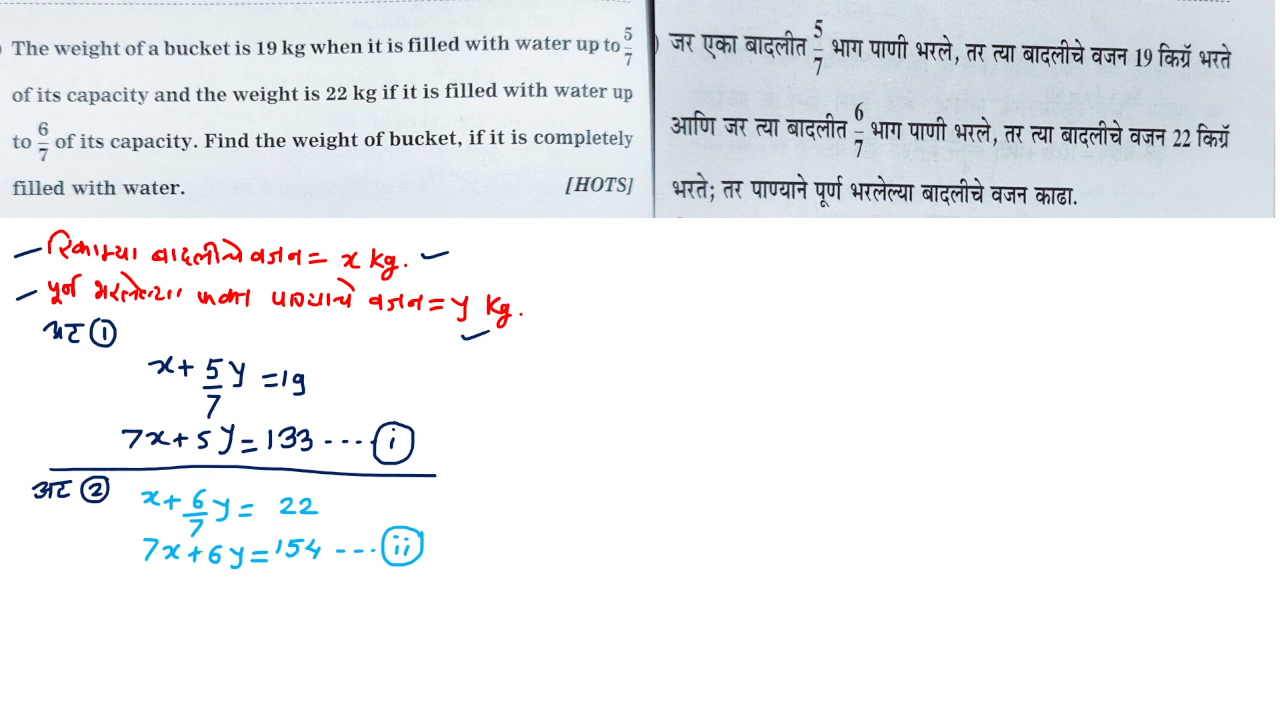 The weight of a bucket is 19 kg when it is filled with water up to 5/7
of its capacity and the weight is 22 kg if it is filled with water up
to 6/7 of its capacity. Find the weight of bucket, if it is completely
filled with water. [HOTS]
) जर एका बादलीत 5/7 भाग पाणी भरले, तर त्या बादलीचे वजन 19 किग्रॅ भरते
आणि जर त्या बादलीत 6/7 भाग पाणी भरले, तर त्या बादलीचे वजन 22 किग्रॅ
भरते; तर पाण्याने पूर्ण भरलेल्या बादलीचे वजन काढा.
– रिकाम्या बादलीचे वजन = x kg.
– पूर्न भरलेल्या फक्त पाण्याचे वजन = y kg.
अट ①
x + 5/7 y = 19
7x + 5y = 133 ---- ⓘ
अट ②
x + 6/7 y = 22
7x + 6y = 154 ---- ii